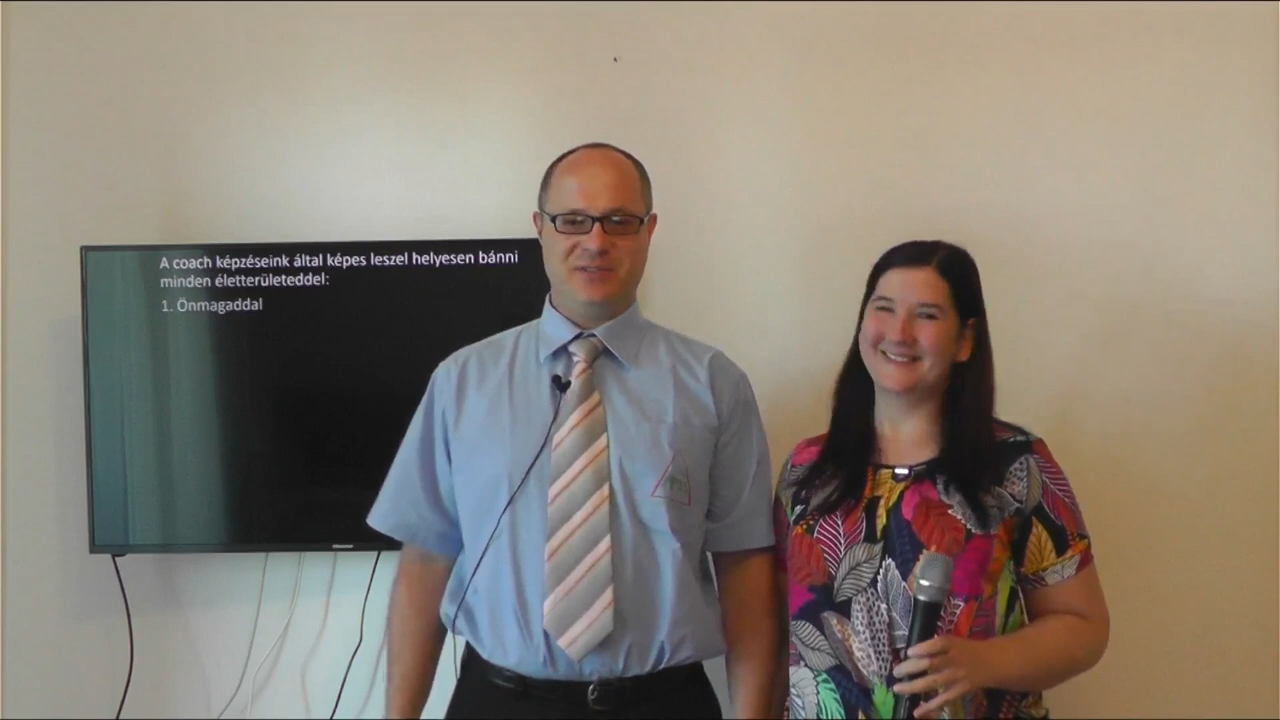 A coach képzéseink által képes leszel helyesen bánni
minden életterületeddel:
1. Önmagaddal